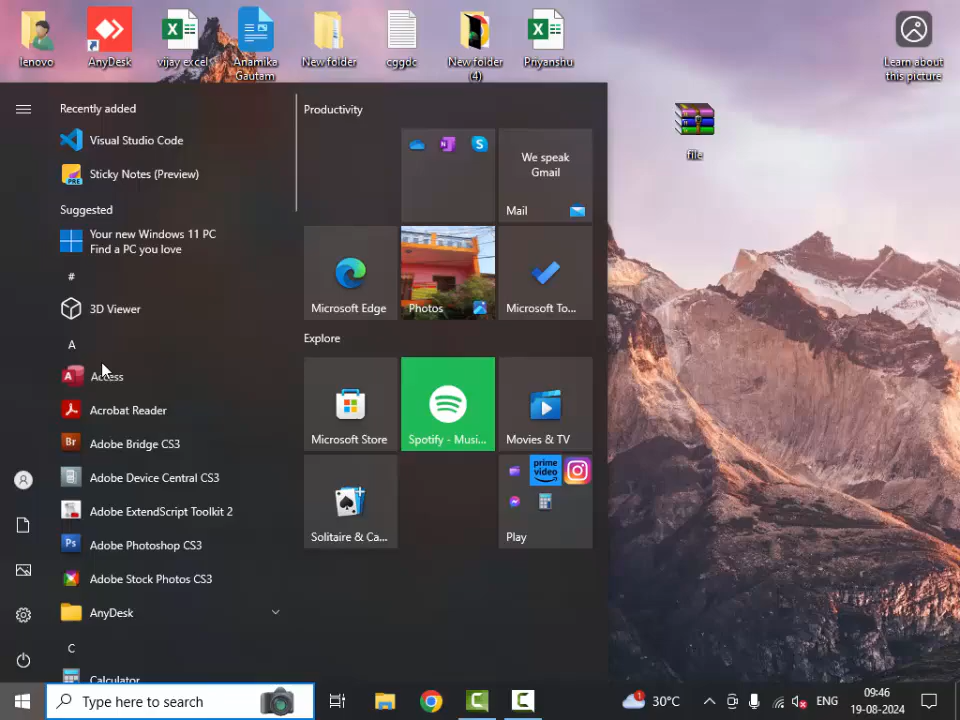 lenovo
AnyDesk
vijay excel
Anamika
Gautam
New folder
cggdc
New folder
(4)
Priyanshu
Learn about
this picture
file
Recently added
Visual Studio Code
Sticky Notes (Preview)
Suggested
Your new Windows 11 PC
Find a PC you love
#
3D Viewer
A
Access
Acrobat Reader
Adobe Bridge CS3
Adobe Device Central CS3
Adobe ExtendScript Toolkit 2
Adobe Photoshop CS3
Adobe Stock Photos CS3
AnyDesk
C
Calculator
Productivity
We speak
Gmail
Mail
Microsoft Edge
Photos
Microsoft To...
Explore
Microsoft Store
Spotify - Musi...
Movies & TV
Solitaire & Ca...
prime
video
Play
Type here to search
1
30°C
ENG
09:46
19-08-2024